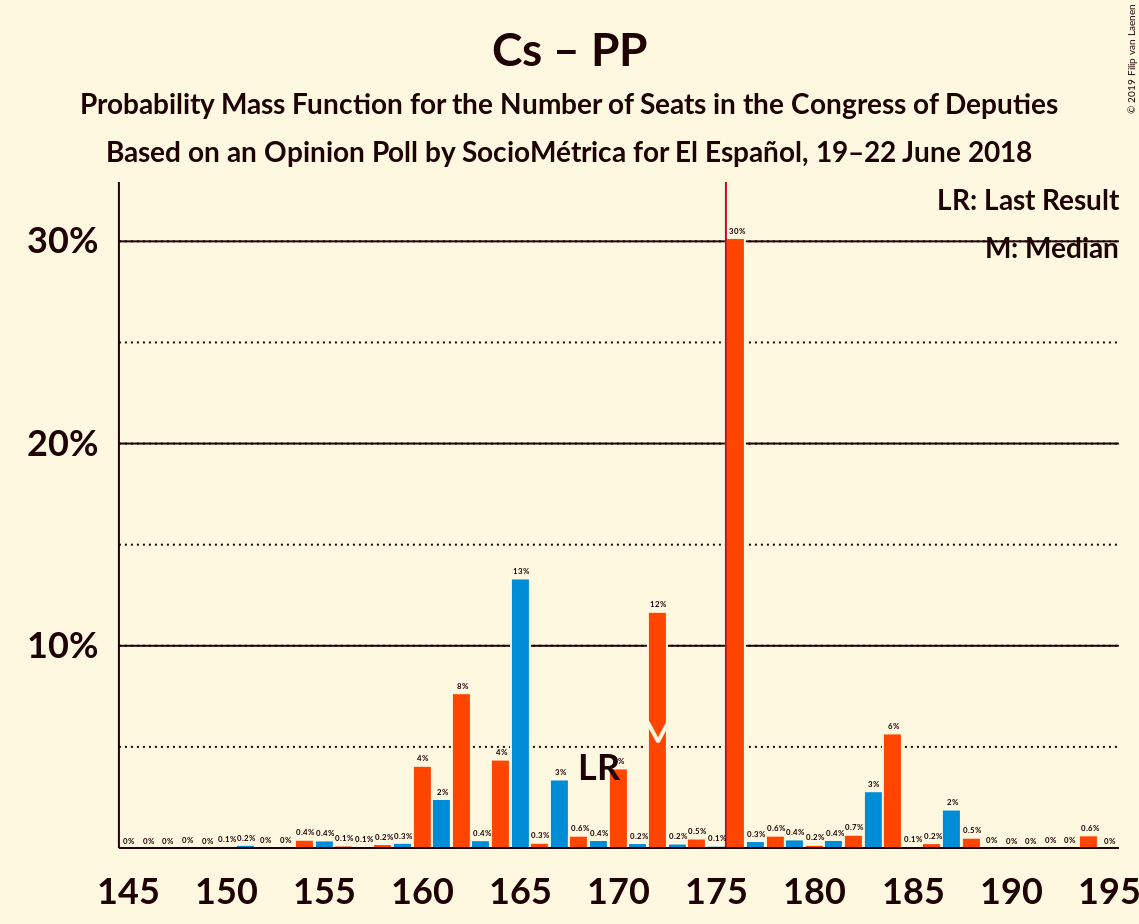 Cs – PP
Probability Mass Function for the Number of Seats in the Congress of Deputies
Based on an Opinion Poll by SocioMétrica for El Español, 19–22 June 2018
© 2019 Filip van Laenen
LR: Last Result
M: Median
30%
20%
10%
0% 0% 0% 0% 0% 0.1% 0.2% 0% 0% 0.4% 0.4% 0.1% 0.1% 0.2% 0.3% 4% 2% 8% 0.4% 4% 13% 0.3% 3% 0.6% 0.4% 0.2% 12% 0.2% 0.5% 0.1% 30% 0.3% 0.6% 0.4% 0.2% 0.4% 0.7% 3% 6% 0.1% 0.2% 2% 0.5% 0% 0% 0% 0% 0% 0.6% 0%
LR
145 150 155 160 165 170 175 180 185 190 195